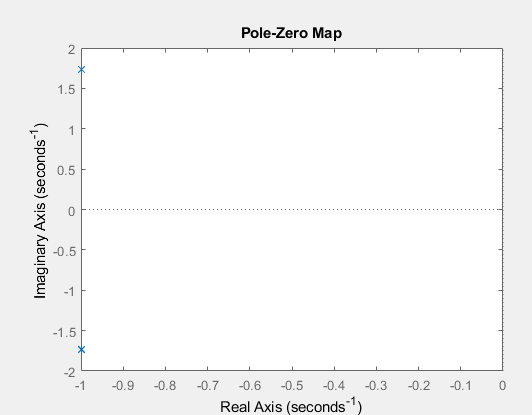 Pole-Zero Map
2
1.5
1
0.5
0
-0.5
-1
-1.5
-2
Imaginary Axis (seconds⁻¹)
-1 -0.9 -0.8 -0.7 -0.6 -0.5 -0.4 -0.3 -0.2 -0.1 0
Real Axis (seconds⁻¹)